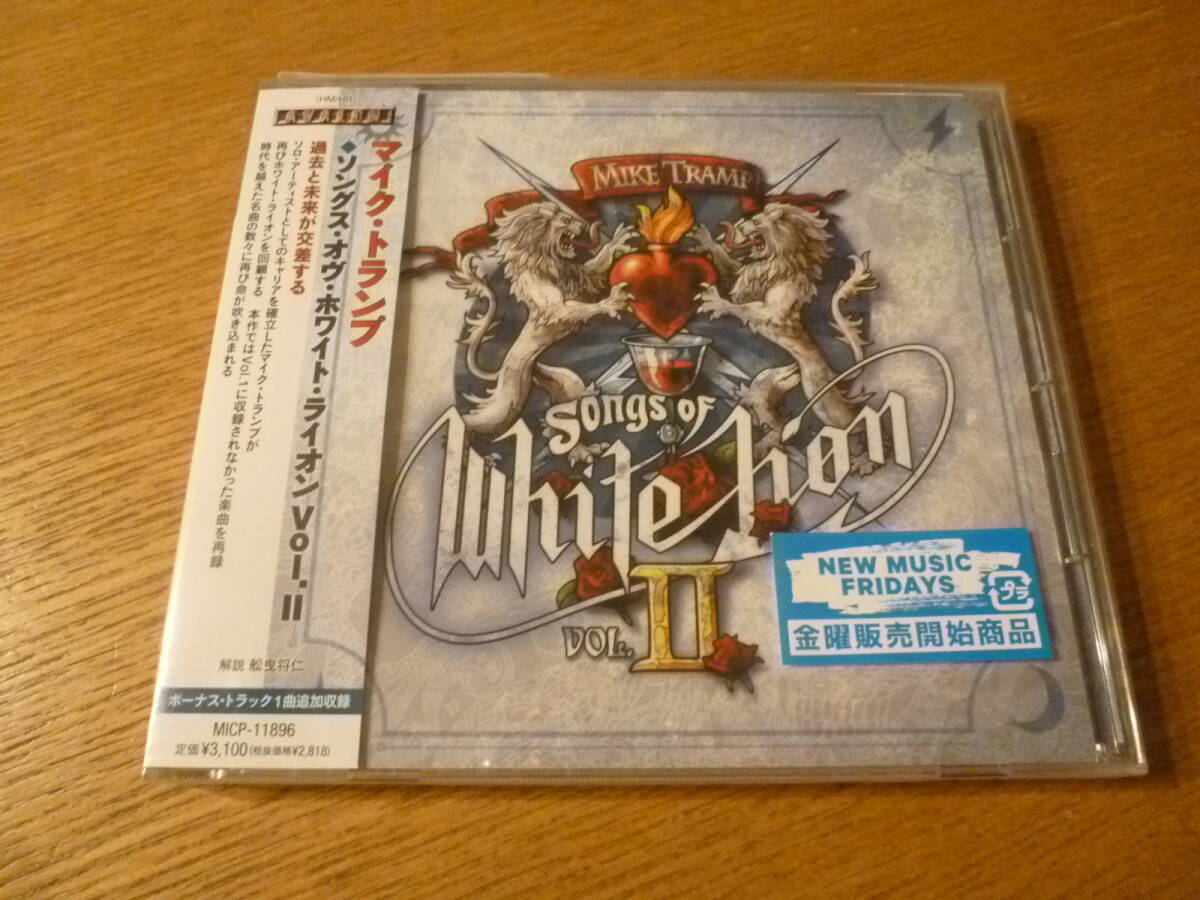 (HM/HR)
AVALON
マイク・トランプ
◆ソングス・オヴ・ホワイト・ライオン Vol. II
過去と未来が交差する
ソロ・アーティストとしてのキャリアを確立したマイク・トランプが
再びホワイト・ライオンを回顧する 本作ではVol.1に収録されなかった楽曲を再録
時代を越えた名曲の数々に再び命が吹き込まれる
解説 舩曳将仁
ボーナス・トラック1曲追加収録
MICP-11896
定価¥3,100(税抜価格¥2,818)
MIKE TRAMP
SONGS OF
White Lion
VOL. II
NEW MUSIC
FRIDAYS
プラ
金曜販売開始商品